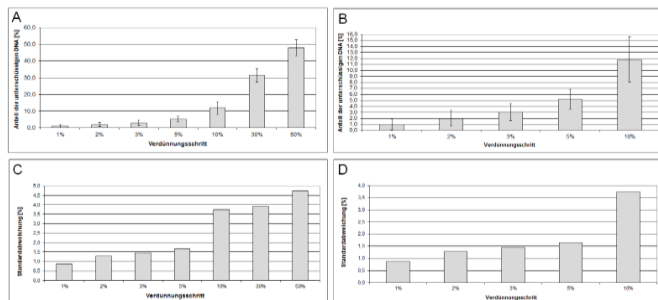 A
Anteil der unterschüssigen DNA [%]
60,0
50,0
40,0
30,0
20,0
10,0
0,0
1% 2% 3% 5% 10% 30% 50%
Verdünnungsschritt
B
Anteil der unterschüssigen DNA [%]
16,0
15,0
14,0
13,0
12,0
11,0
10,0
9,0
8,0
7,0
6,0
5,0
4,0
3,0
2,0
1,0
0,0
1% 2% 3% 5% 10%
Verdünnungsschritt
C
Standardabweichung [%]
5,0
4,5
4,0
3,5
3,0
2,5
2,0
1,5
1,0
0,5
0,0
1% 2% 3% 5% 10% 30% 50%
Verdünnungsschritt
D
Standardabweichung [%]
4,0
3,5
3,0
2,5
2,0
1,5
1,0
0,5
0,0
1% 2% 3% 5% 10%
Verdünnungsschritt